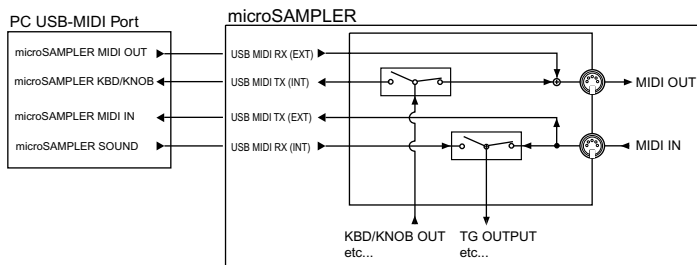 PC USB-MIDI Port
microSAMPLER MIDI OUT
microSAMPLER KBD/KNOB
microSAMPLER MIDI IN
microSAMPLER SOUND
microSAMPLER
USB MIDI RX (EXT)
USB MIDI TX (INT)
USB MIDI TX (EXT)
USB MIDI RX (INT)
MIDI OUT
MIDI IN
KBD/KNOB OUT
etc...
TG OUTPUT
etc...